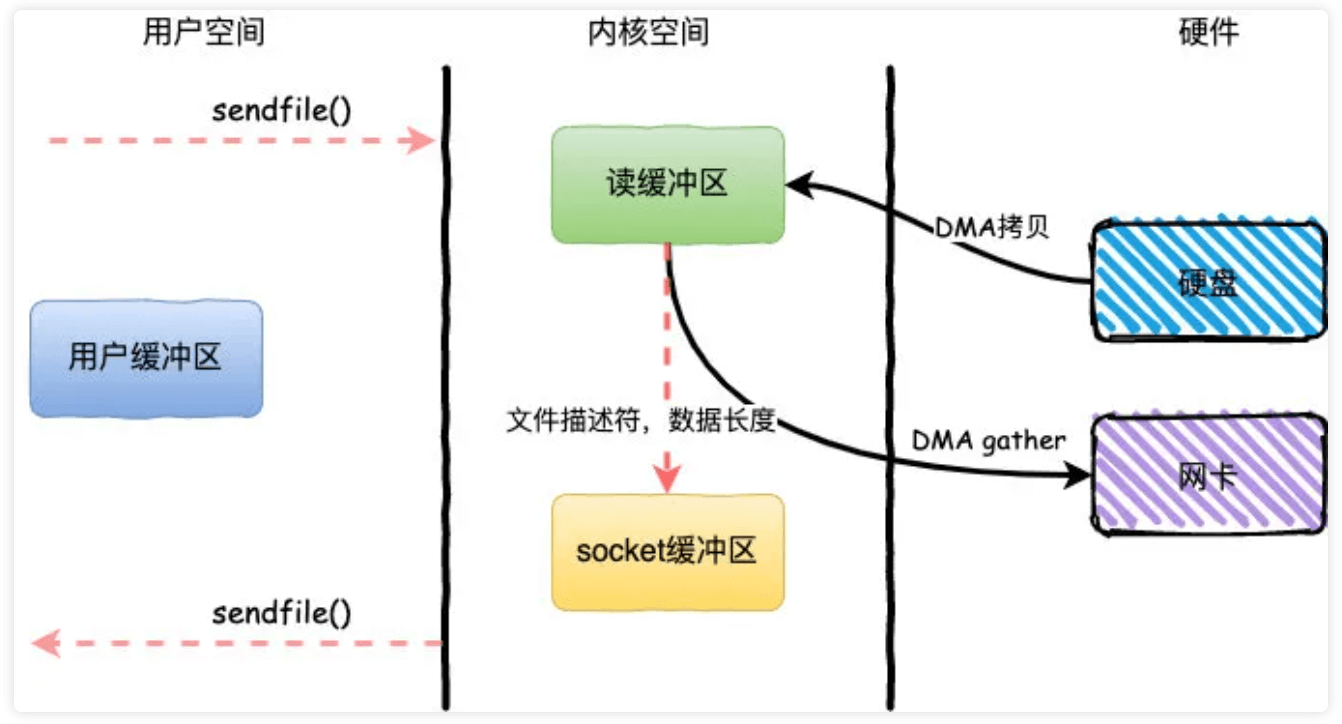 用户空间
内核空间
硬件
sendfile()
读缓冲区
DMA拷贝
硬盘
用户缓冲区
文件描述符，数据长度
DMA gather
网卡
socket缓冲区
sendfile()